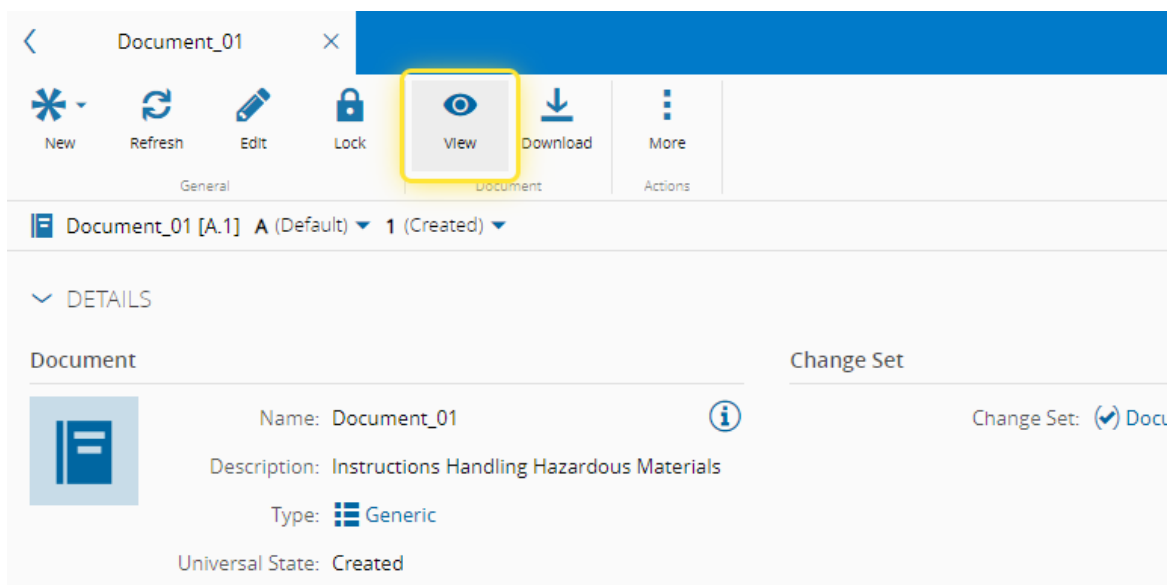 Document_01
New Refresh Edit Lock View Download More
General Document Actions
Document_01 [A.1] A (Default) 1 (Created)
DETAILS
Document Change Set
Name: Document_01 Change Set: Docu
Description: Instructions Handling Hazardous Materials
Type: Generic
Universal State: Created